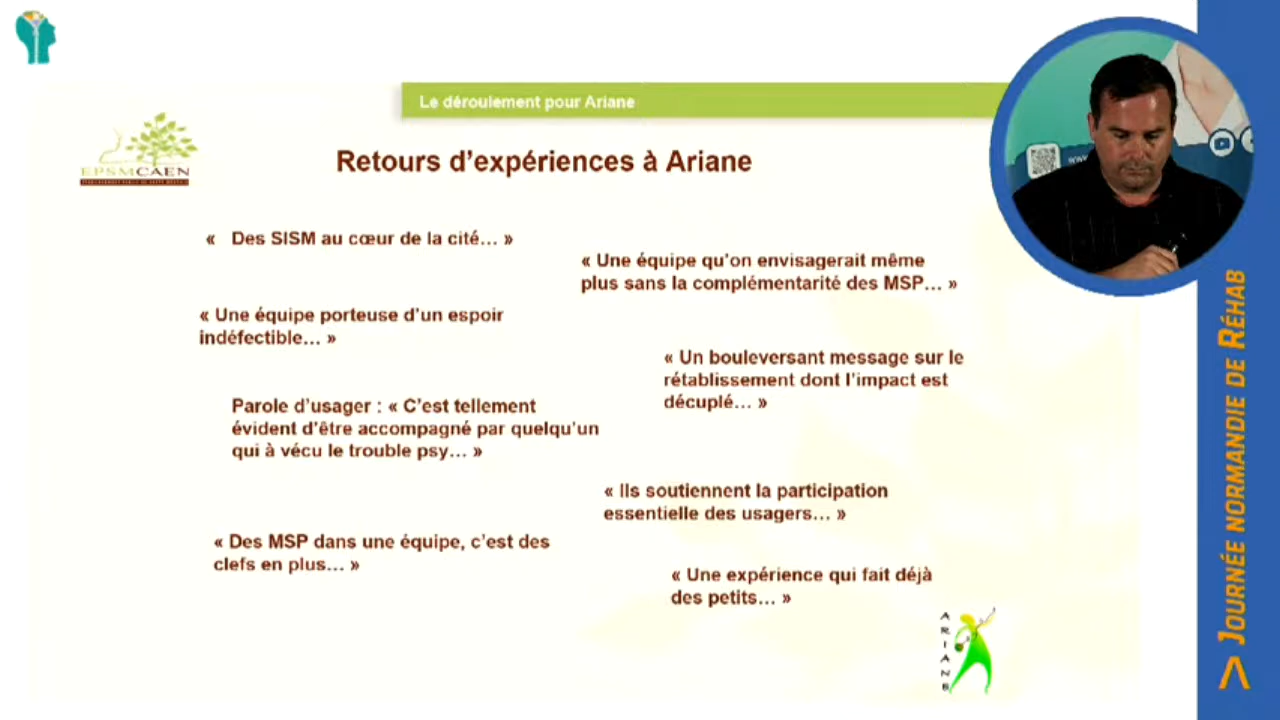 Le déroulement pour Ariane
EPSMCAEN
Retours d'expériences à Ariane
« Des SISM au cœur de la cité… »
« Une équipe qu'on envisagerait même
plus sans la complémentarité des MSP… »
« Une équipe porteuse d'un espoir
indéfectible… »
« Un bouleversant message sur le
rétablissement dont l'impact est
décuplé… »
Parole d'usager : « C'est tellement
évident d'être accompagné par quelqu'un
qui à vécu le trouble psy… »
« Ils soutiennent la participation
essentielle des usagers… »
« Des MSP dans une équipe, c'est des
clefs en plus… »
« Une expérience qui fait déjà
des petits… »
ARIANE
> JOURNÉE NORMANDIE DE RÉHAB